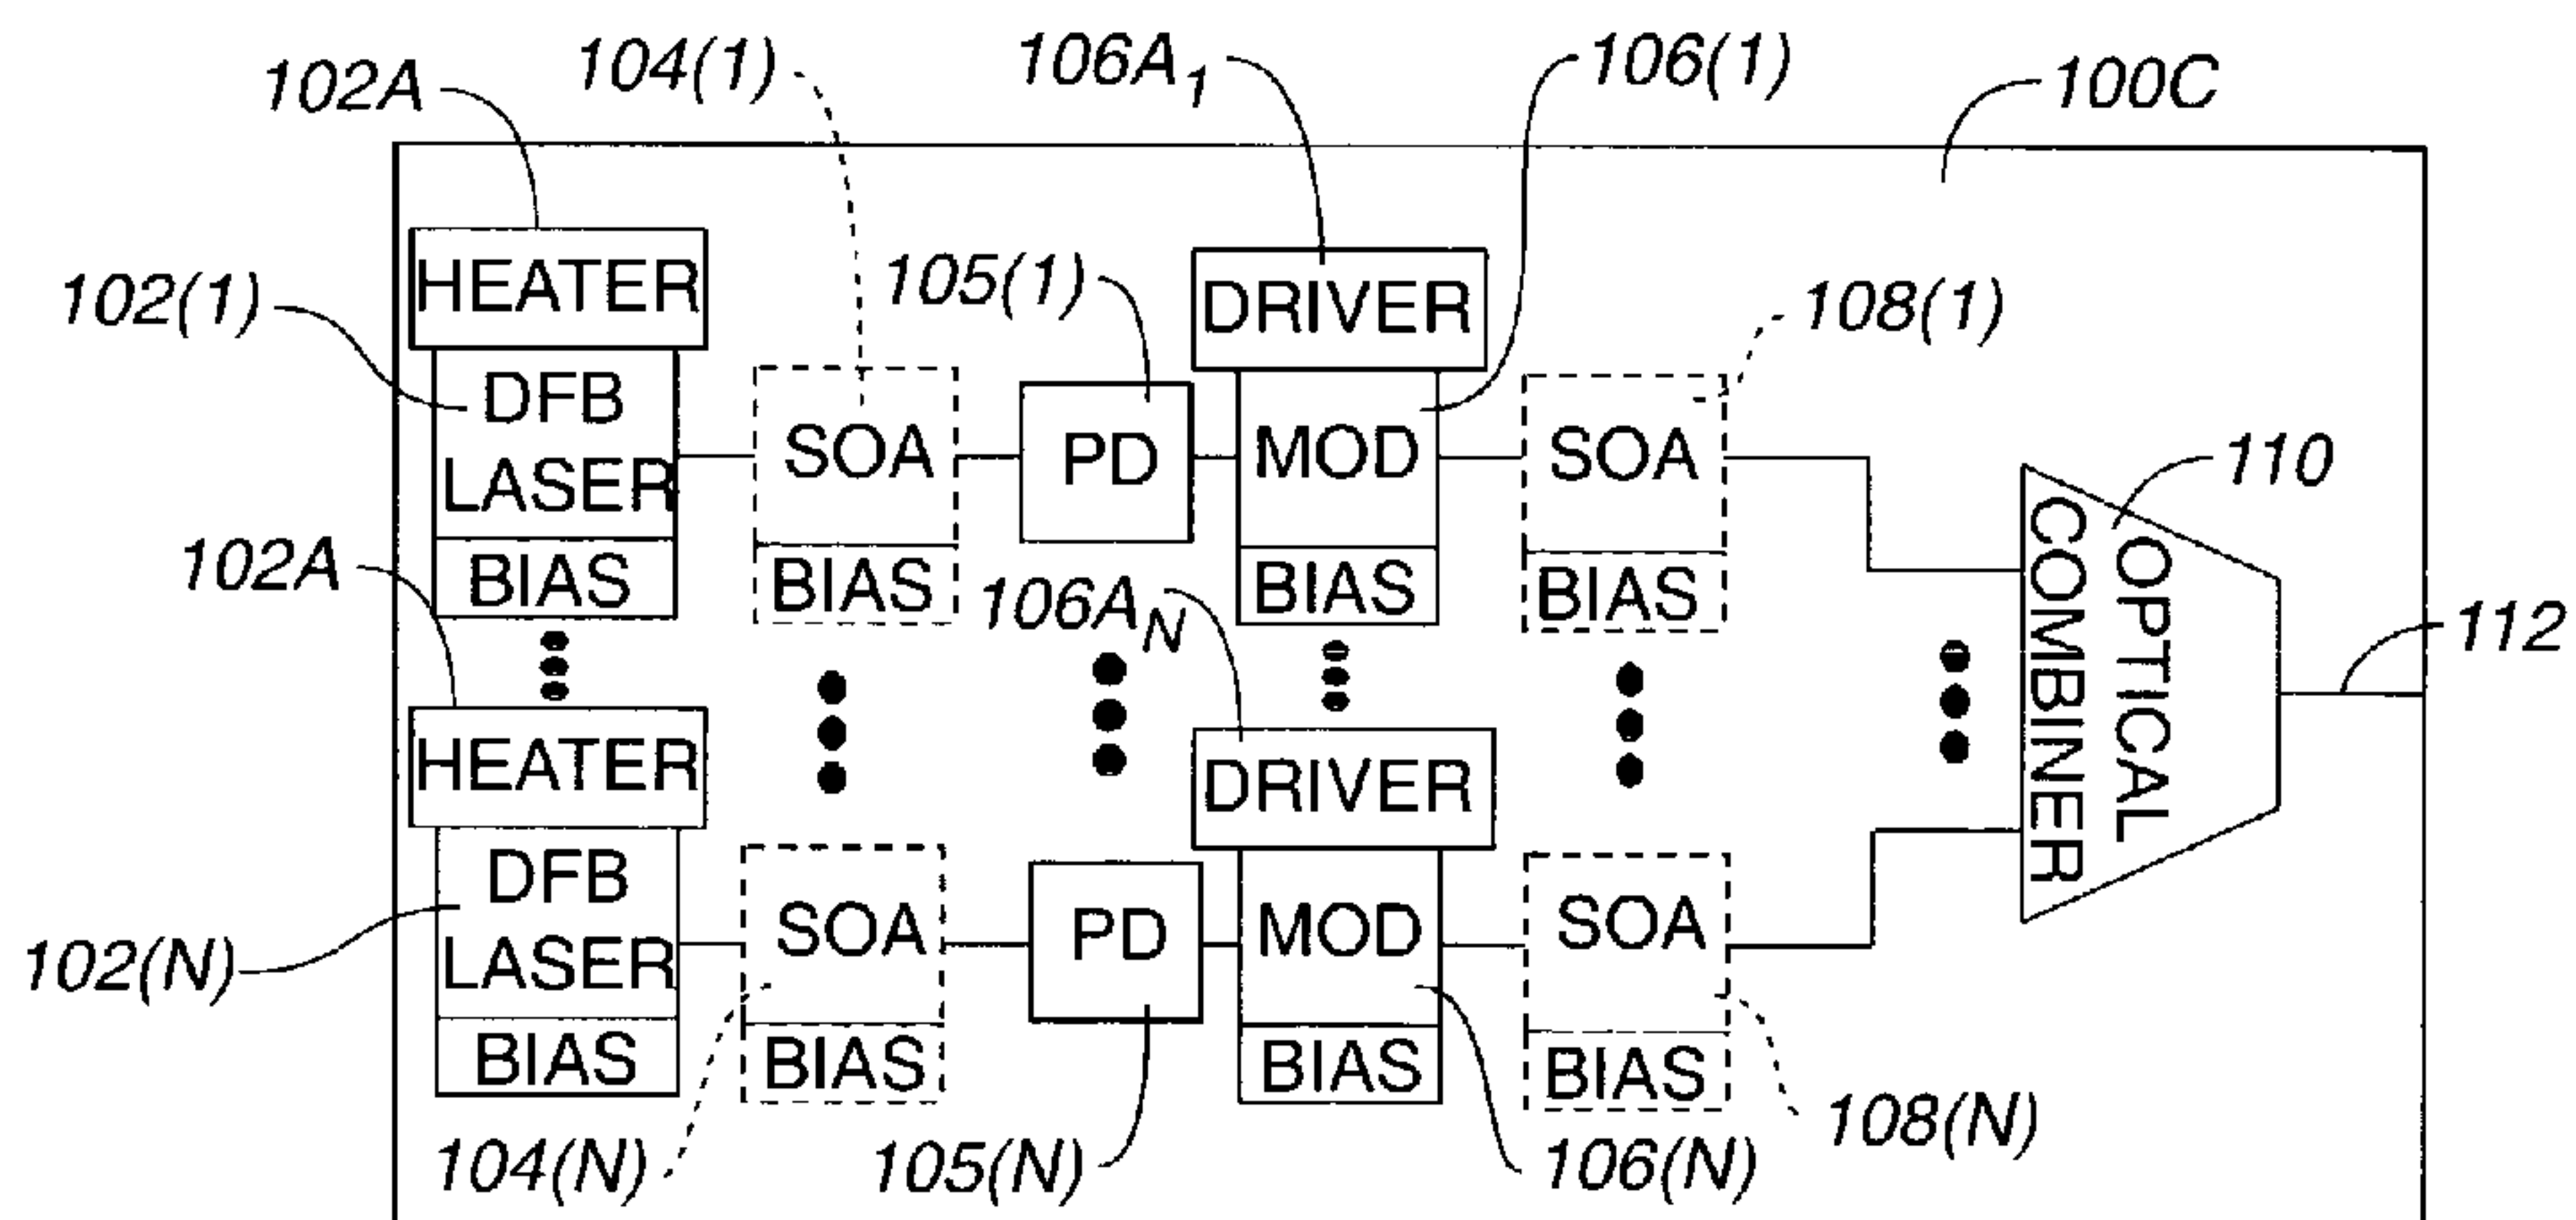 104(1)
106A1
106(1)
102A
100C
HEATER
105(1)
102(1)
DRIVER
108(1)
DFB
LASER
BIAS
SOA
BIAS
PD
MOD
BIAS
SOA
BIAS
110
OPTICAL
COMBINER
112
102A
106AN
HEATER
DRIVER
DFB
LASER
BIAS
SOA
BIAS
PD
MOD
BIAS
SOA
BIAS
102(N)
104(N)
105(N)
106(N)
108(N)